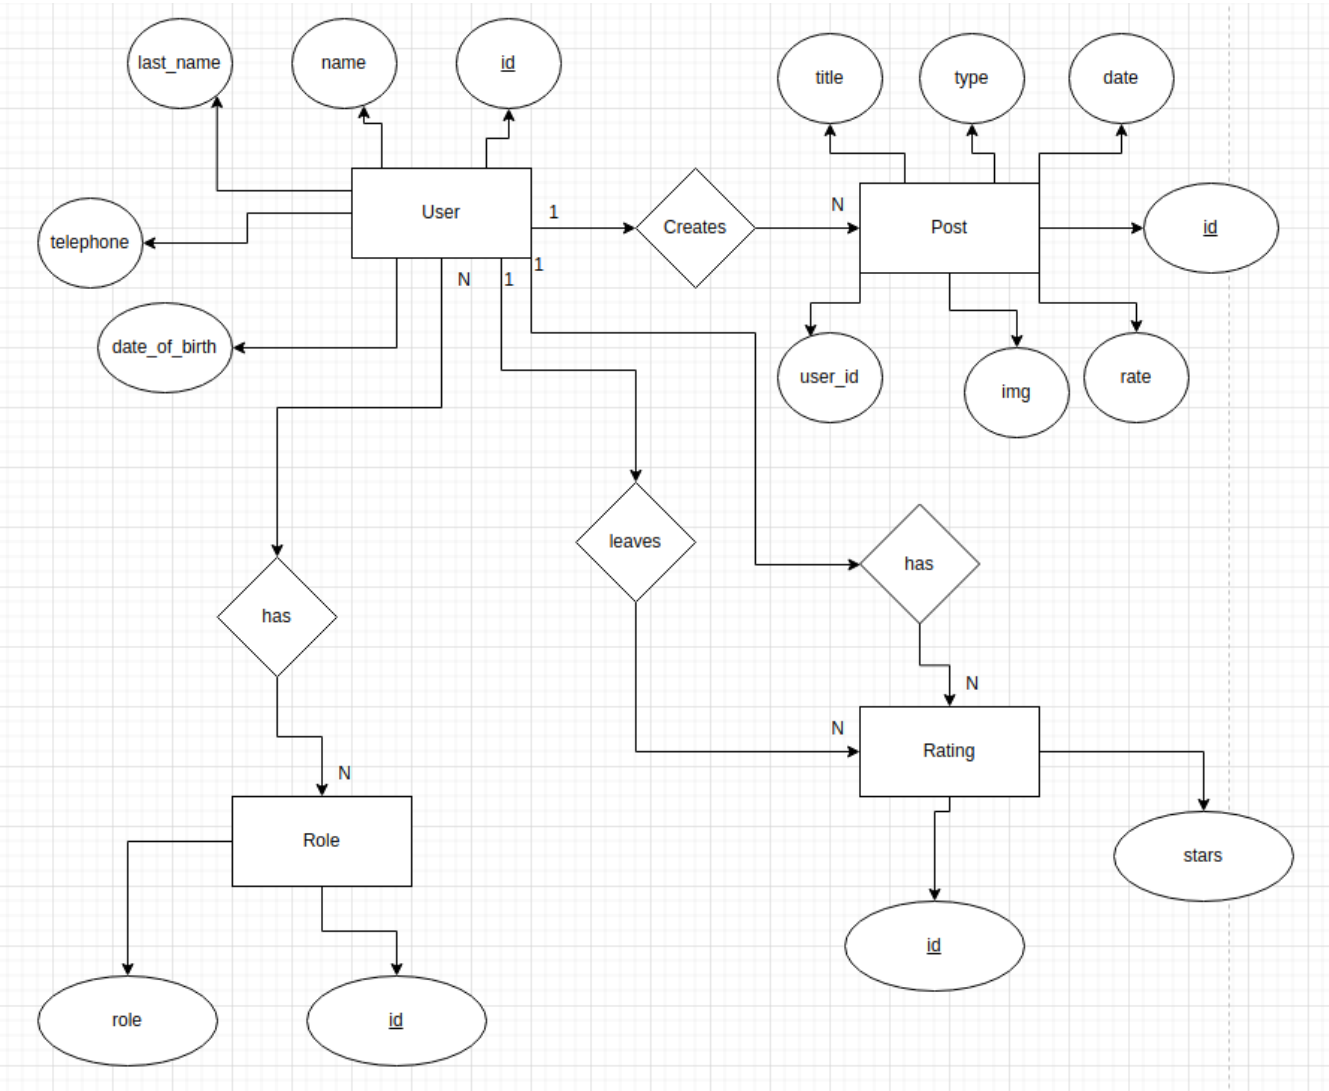 last_name
name
id
title
type
date
telephone
User
1
Creates
N
Post
id
N
1
1
date_of_birth
user_id
img
rate
leaves
has
has
N
N
Rating
N
Role
stars
id
role
id